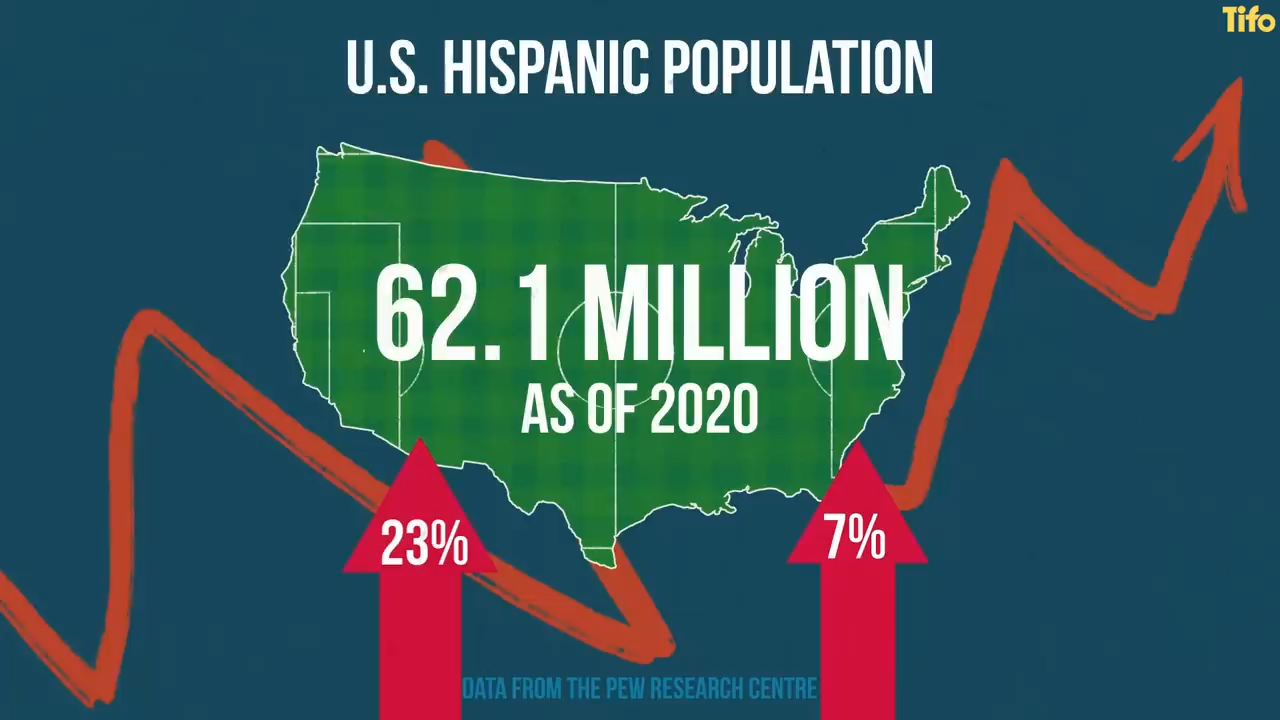 Tifo
U.S. HISPANIC POPULATION
62.1 MILLION
AS OF 2020
23%
7%
DATA FROM THE PEW RESEARCH CENTRE